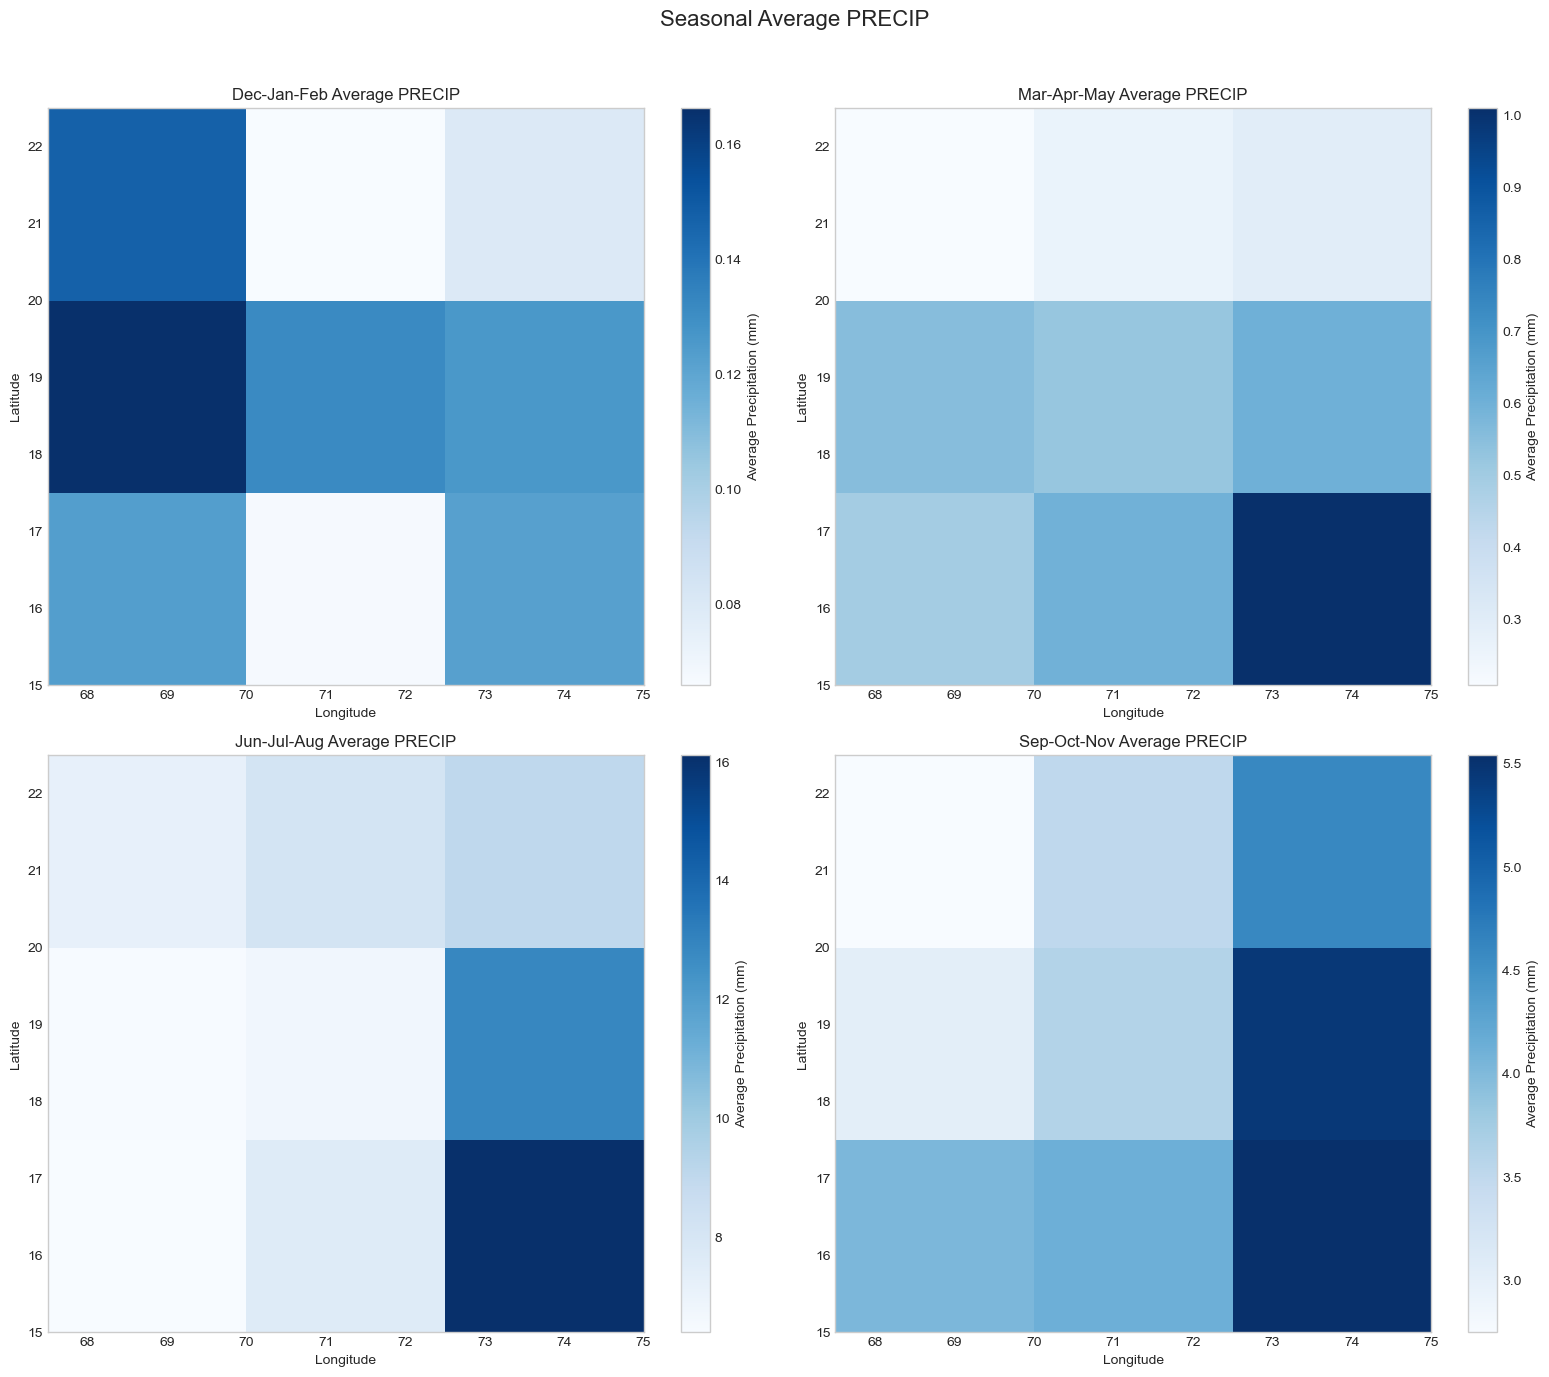 Seasonal Average PRECIP
Dec-Jan-Feb Average PRECIP
22
21
20
19
18
17
16
15
Latitude
68 69 70 71 72 73 74 75
Longitude
0.16
0.14
0.12
0.10
0.08
Average Precipitation (mm)
Mar-Apr-May Average PRECIP
22
21
20
19
18
17
16
15
Latitude
68 69 70 71 72 73 74 75
Longitude
1.0
0.9
0.8
0.7
0.6
0.5
0.4
0.3
Average Precipitation (mm)
Jun-Jul-Aug Average PRECIP
22
21
20
19
18
17
16
15
Latitude
68 69 70 71 72 73 74 75
Longitude
16
14
12
10
8
Average Precipitation (mm)
Sep-Oct-Nov Average PRECIP
22
21
20
19
18
17
16
15
Latitude
68 69 70 71 72 73 74 75
Longitude
5.5
5.0
4.5
4.0
3.5
3.0
Average Precipitation (mm)